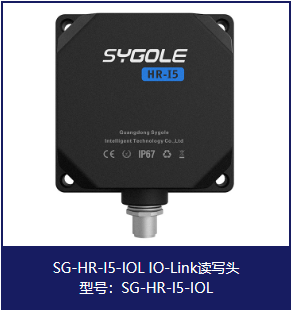 SYGOLE
HR-I5
Guangdong Sygole
Intelligent Technology Co.,Ltd
CE IP67
SG-HR-I5-IOL IO-Link读写头
型号：SG-HR-I5-IOL